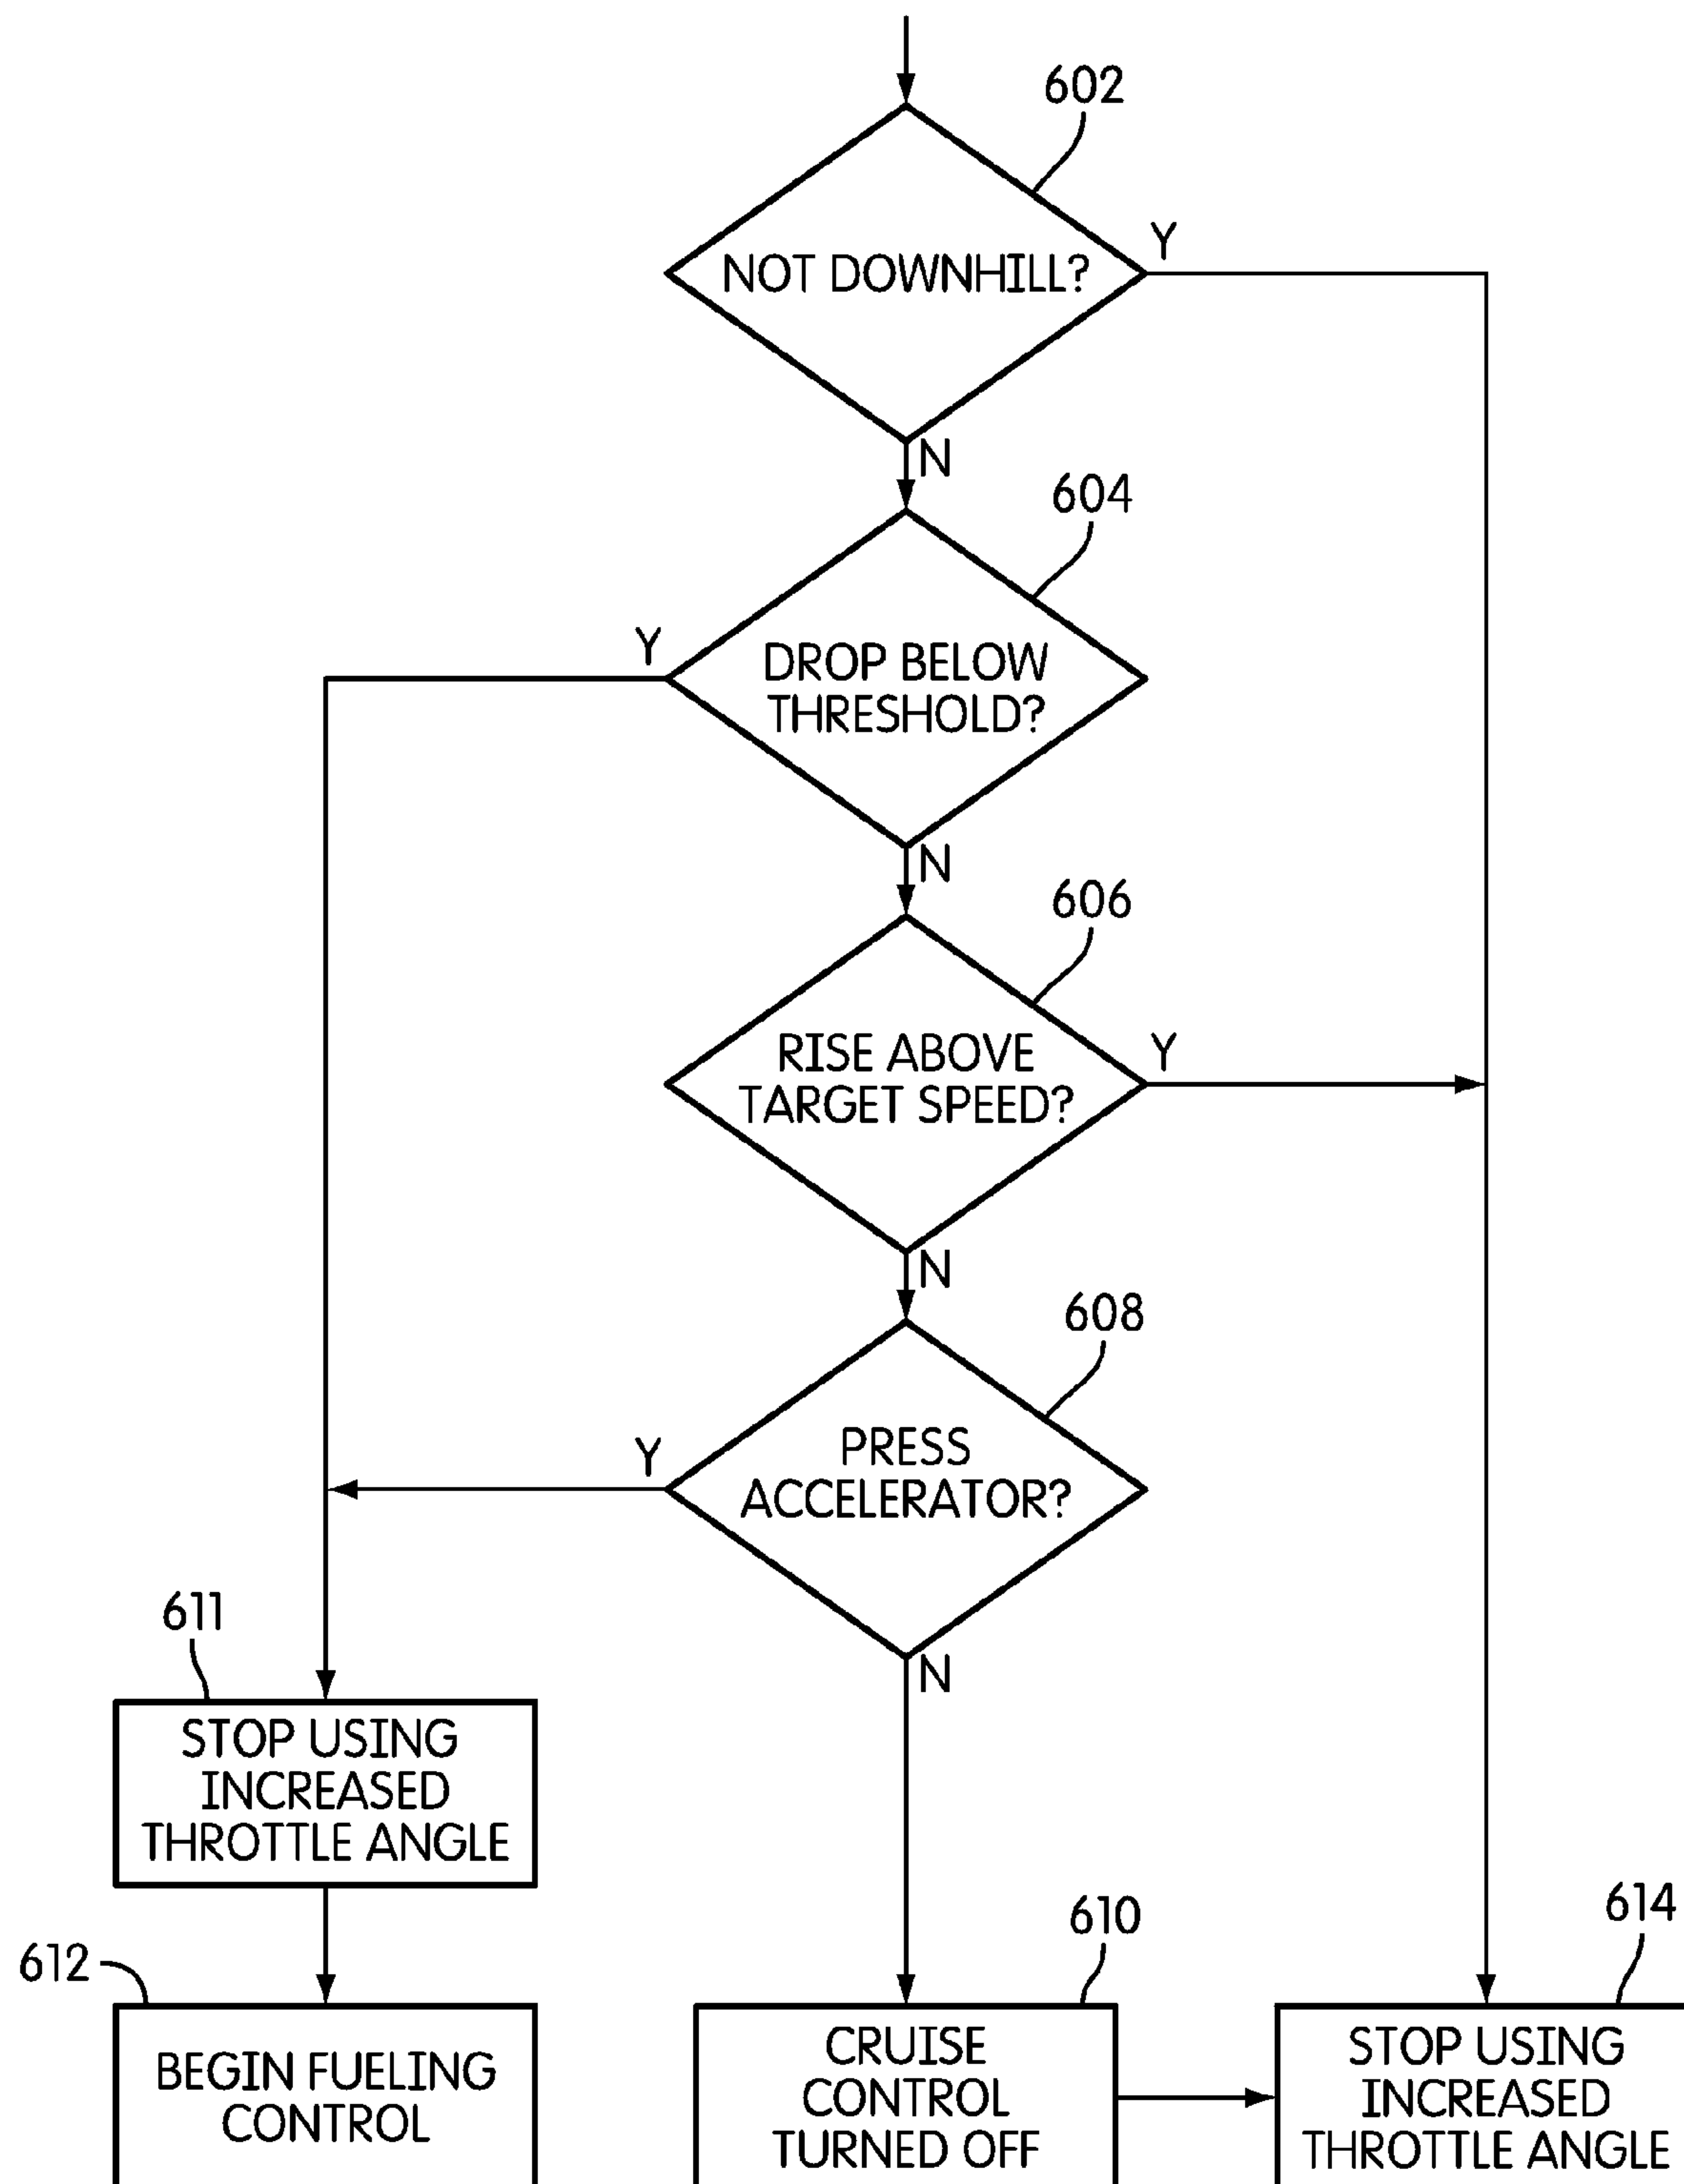 602
NOT DOWNHILL?
Y
N
604
Y
DROP BELOW
THRESHOLD?
N
606
RISE ABOVE
TARGET SPEED?
Y
N
608
Y
PRESS
ACCELERATOR?
N
611
STOP USING
INCREASED
THROTTLE ANGLE
612
BEGIN FUELING
CONTROL
610
CRUISE
CONTROL
TURNED OFF
614
STOP USING
INCREASED
THROTTLE ANGLE